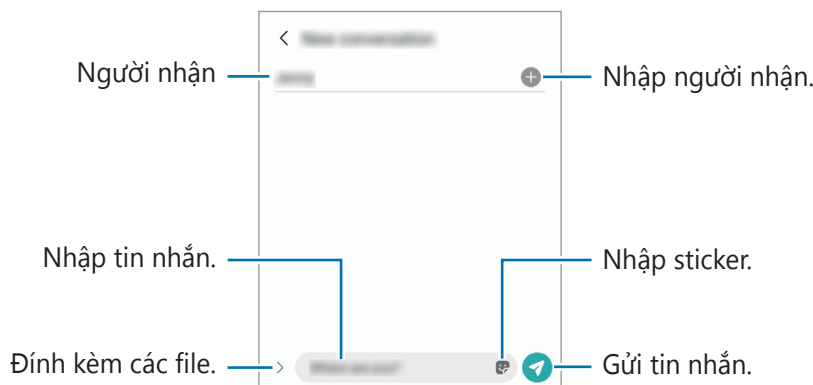 Người nhận
Nhập người nhận.
Nhập tin nhắn.
Nhập sticker.
Đính kèm các file.
Gửi tin nhắn.